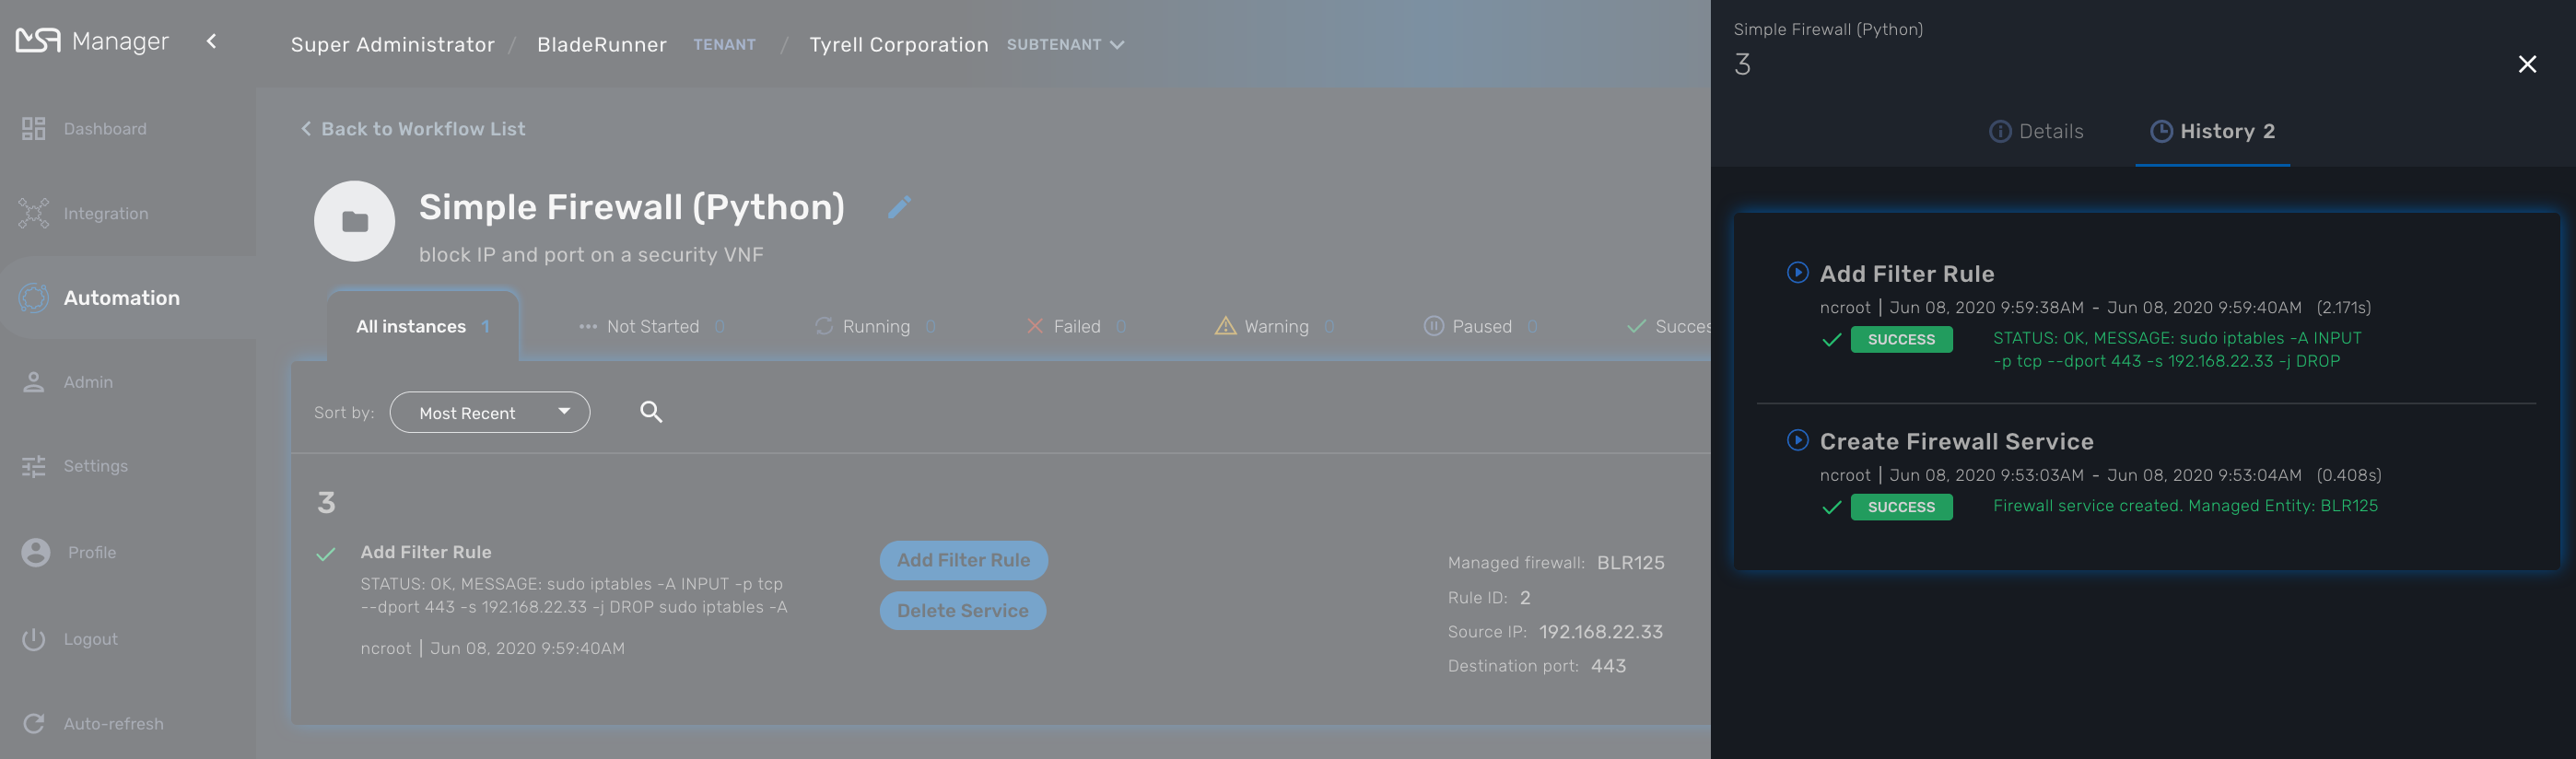 MSA Manager
Super Administrator / BladeRunner TENANT / Tyrell Corporation SUBTENANT
Dashboard
Integration
Automation
Admin
Settings
Profile
Logout
Auto-refresh
Back to Workflow List
Simple Firewall (Python)
block IP and port on a security VNF
All instances 1
Not Started 0
Running 0
Failed 0
Warning 0
Paused 0
Succes
Sort by: Most Recent
3
Add Filter Rule
STATUS: OK, MESSAGE: sudo iptables -A INPUT -p tcp
--dport 443 -s 192.168.22.33 -j DROP sudo iptables -A
ncroot | Jun 08, 2020 9:59:40AM
Add Filter Rule
Delete Service
Managed firewall: BLR125
Rule ID: 2
Source IP: 192.168.22.33
Destination port: 443
Simple Firewall (Python)
3
Details
History 2
Add Filter Rule
ncroot | Jun 08, 2020 9:59:38AM - Jun 08, 2020 9:59:40AM (2.171s)
SUCCESS
STATUS: OK, MESSAGE: sudo iptables -A INPUT
-p tcp --dport 443 -s 192.168.22.33 -j DROP
Create Firewall Service
ncroot | Jun 08, 2020 9:53:03AM - Jun 08, 2020 9:53:04AM (0.408s)
SUCCESS
Firewall service created. Managed Entity: BLR125